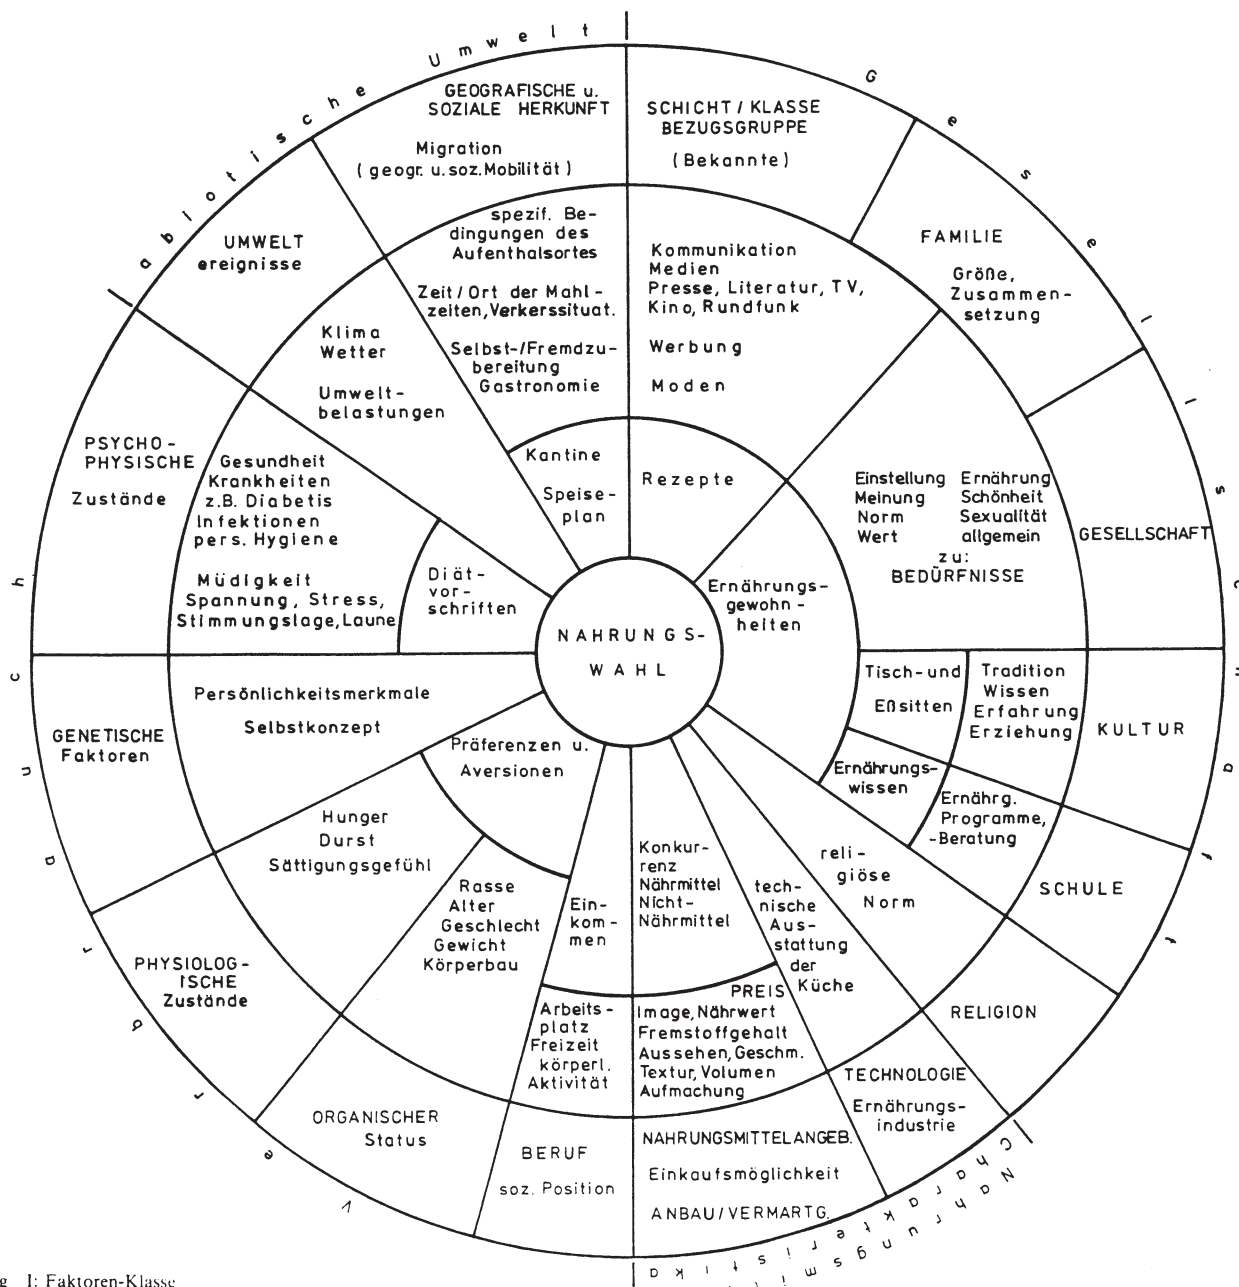 abiotische Umwelt
Gesellschaft
GEOGRAFISCHE u.
SOZIALE HERKUNFT
Migration
(geogr. u. soz. Mobilität)
SCHICHT / KLASSE
BEZUGSGRUPPE
(Bekannte)
UMWELT
ereignisse
FAMILIE
Größe,
Zusammen-
setzung
spezif. Be-
dingungen des
Aufenthalsortes
Zeit / Ort der Mahl-
zeiten, Verkerssituat.
Selbst-/Fremdzu-
bereitung
Gastronomie
Kommunikation
Medien
Presse, Literatur, TV,
Kino, Rundfunk
Werbung
Moden
Klima
Wetter
Umwelt-
belastungen
PSYCHO-
PHYSISCHE
Zustände
Gesundheit
Krankheiten
z.B. Diabetis
Infektionen
pers. Hygiene
Müdigkeit
Spannung, Stress,
Stimmungslage, Laune
Kantine
Speise-
plan
Rezepte
Einstellung
Meinung
Norm
Wert
Ernährung
Schönheit
Sexualität
allgemein
zu:
BEDÜRFNISSE
GESELLSCHAFT
Diät-
vor-
schriften
Ernährungs-
gewohn-
heiten
NAHRUNGS-
WAHL
Tisch- und
Eßsitten
Tradition
Wissen
Erfahrung
Erziehung
KULTUR
Persönlichkeitsmerkmale
Selbstkonzept
GENETISCHE
Faktoren
Präferenzen u.
Aversionen
Ernährungs-
wissen
Ernährg.
Programme,
-Beratung
SCHULE
Hunger
Durst
Sättigungsgefühl
Rasse
Alter
Geschlecht
Gewicht
Körperbau
Ein-
kom-
men
Konkur-
renz
Nährmittel
Nicht-
Nährmittel
tech-
nische
Aus-
stattung
der
Küche
reli-
giöse
Norm
PHYSIOLOG-
ISCHE
Zustände
Arbeits-
platz
Freizeit
körperl.
Aktivität
PREIS
Image, Nährwert
Fremstoffgehalt
Aussehen, Geschm.
Textur, Volumen
Aufmachung
RELIGION
TECHNOLOGIE
Ernährungs-
industrie
ORGANISCHER
Status
BERUF
soz. Position
NAHRUNGSMITTELANGEB.
Einkaufsmöglichkeit
ANBAU/VERMARTG.
Verbraucher
Charakteristika
I: Faktoren-Klasse